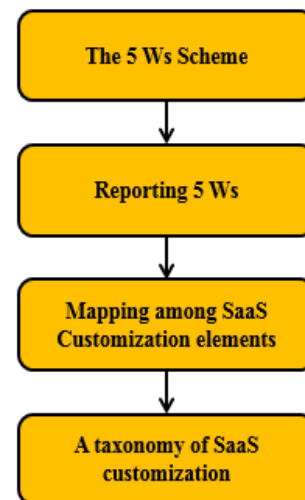 The 5 Ws Scheme
Reporting 5 Ws
Mapping among SaaS
Customization elements
A taxonomy of SaaS
customization